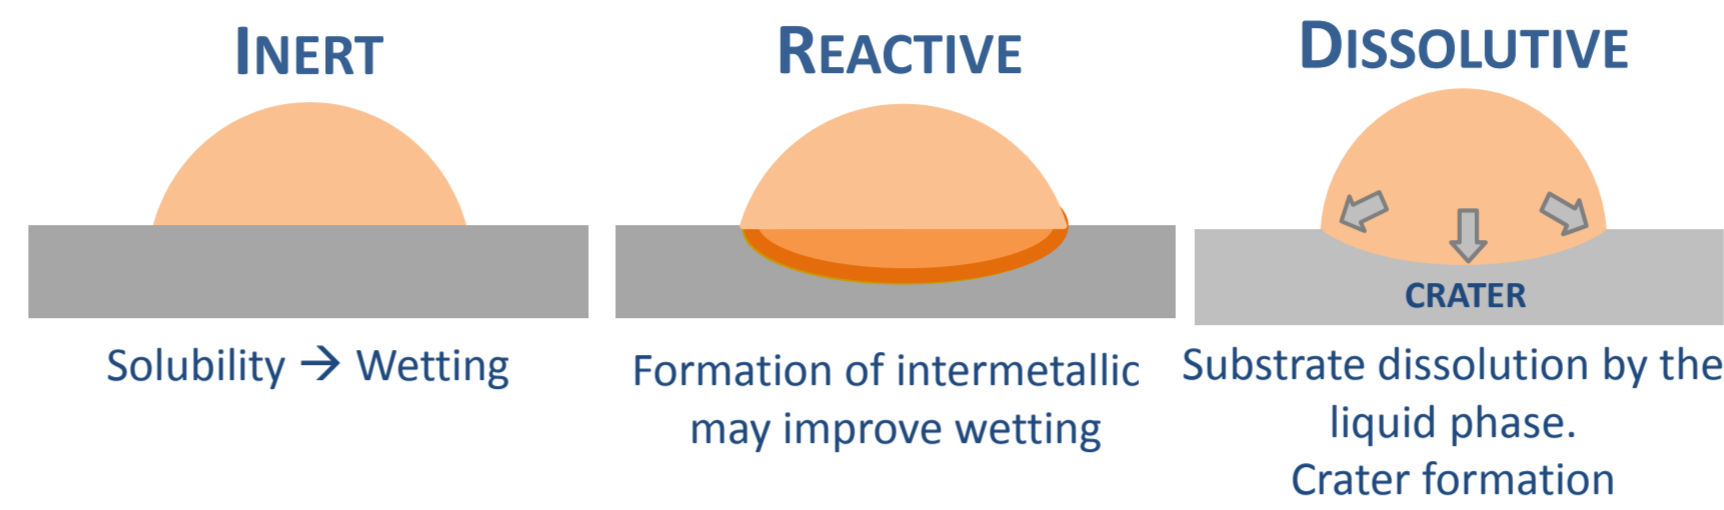 INERT
Solubility → Wetting
REACTIVE
Formation of intermetallic
may improve wetting
DISSOLUTIVE
CRATER
Substrate dissolution by the
liquid phase.
Crater formation